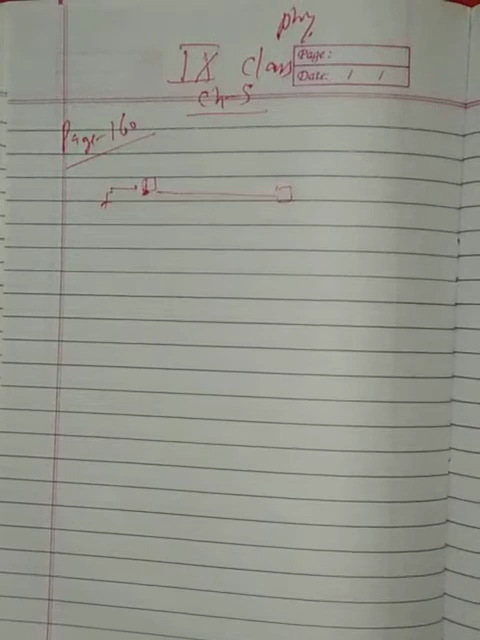 phy
IX Class
Page:
Date: / /
Ch-5
Page-160
F